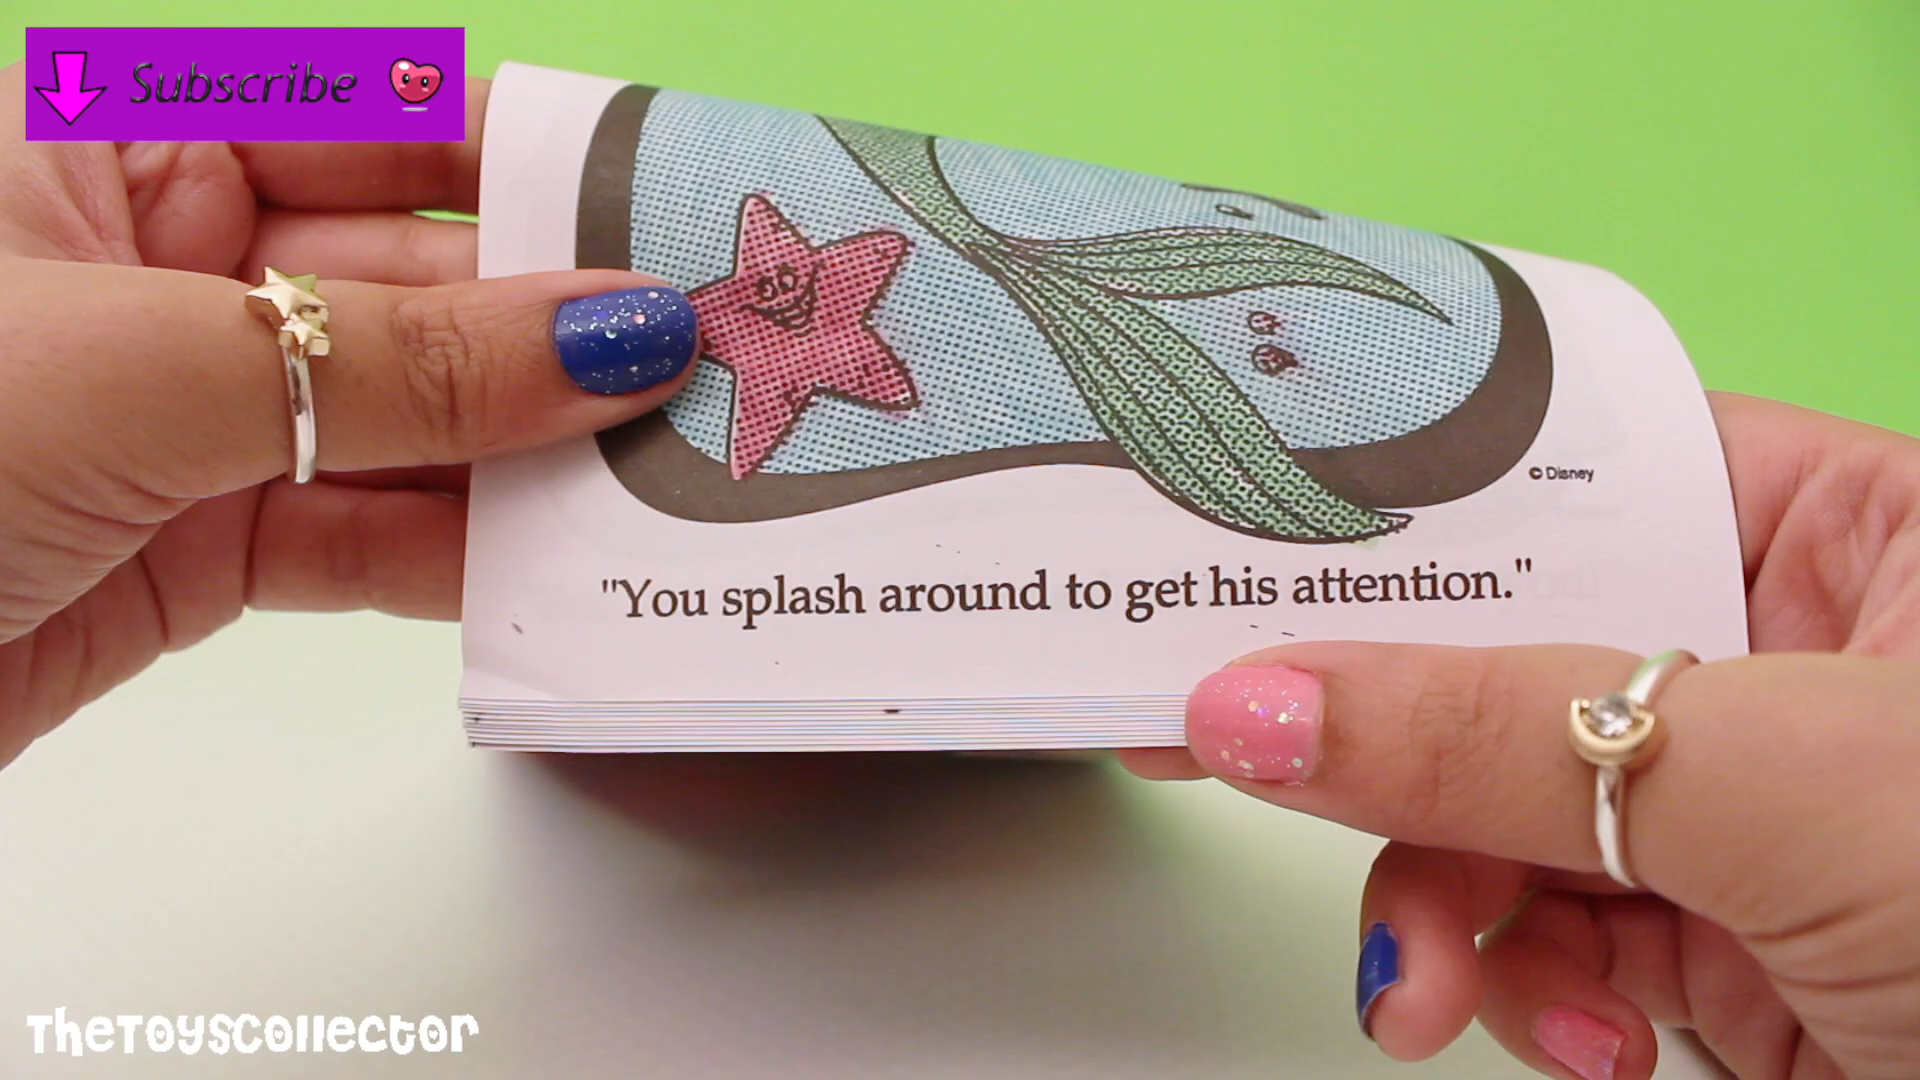 Subscribe
© Disney
"You splash around to get his attention."
TheToysCollector